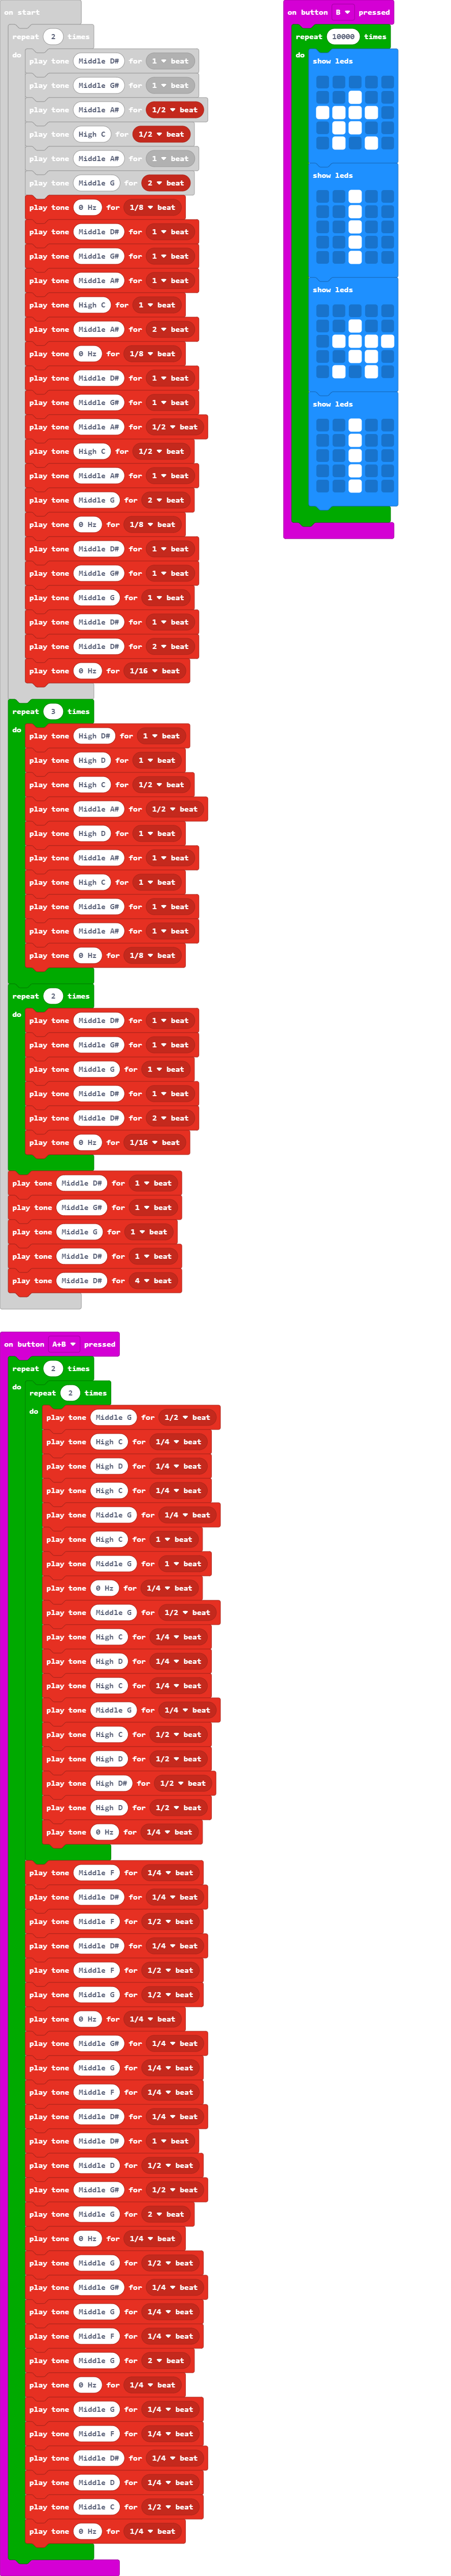 on start
repeat 2 times
do
play tone Middle D# for 1 beat
play tone Middle G# for 1 beat
play tone Middle A# for 1/2 beat
play tone High C for 1/2 beat
play tone Middle A# for 1 beat
play tone Middle G for 2 beat
play tone 0 Hz for 1/8 beat
play tone Middle D# for 1 beat
play tone Middle G# for 1 beat
play tone Middle A# for 1 beat
play tone High C for 1 beat
play tone Middle A# for 2 beat
play tone 0 Hz for 1/8 beat
play tone Middle D# for 1 beat
play tone Middle G# for 1 beat
play tone Middle A# for 1/2 beat
play tone High C for 1/2 beat
play tone Middle A# for 1 beat
play tone Middle G for 2 beat
play tone 0 Hz for 1/8 beat
play tone Middle D# for 1 beat
play tone Middle G# for 1 beat
play tone Middle G for 1 beat
play tone Middle D# for 1 beat
play tone Middle D# for 2 beat
play tone 0 Hz for 1/16 beat
repeat 3 times
do
play tone High D# for 1 beat
play tone High D for 1 beat
play tone High C for 1/2 beat
play tone Middle A# for 1/2 beat
play tone High D for 1 beat
play tone Middle A# for 1 beat
play tone High C for 1 beat
play tone Middle G# for 1 beat
play tone Middle A# for 1 beat
play tone 0 Hz for 1/8 beat
repeat 2 times
do
play tone Middle D# for 1 beat
play tone Middle G# for 1 beat
play tone Middle G for 1 beat
play tone Middle D# for 1 beat
play tone Middle D# for 2 beat
play tone 0 Hz for 1/16 beat
play tone Middle D# for 1 beat
play tone Middle G# for 1 beat
play tone Middle G for 1 beat
play tone Middle D# for 1 beat
play tone Middle D# for 4 beat
on button B pressed
repeat 10000 times
do
show leds
show leds
show leds
show leds
on button A+B pressed
repeat 2 times
do
repeat 2 times
do
play tone Middle G for 1/2 beat
play tone High C for 1/4 beat
play tone High D for 1/4 beat
play tone High C for 1/4 beat
play tone Middle G for 1/4 beat
play tone High C for 1 beat
play tone Middle G for 1 beat
play tone 0 Hz for 1/4 beat
play tone Middle G for 1/2 beat
play tone High C for 1/4 beat
play tone High D for 1/4 beat
play tone High C for 1/4 beat
play tone Middle G for 1/4 beat
play tone High C for 1/2 beat
play tone High D for 1/2 beat
play tone High D# for 1/2 beat
play tone High D for 1/2 beat
play tone 0 Hz for 1/4 beat
play tone Middle F for 1/4 beat
play tone Middle D# for 1/4 beat
play tone Middle F for 1/2 beat
play tone Middle D# for 1/4 beat
play tone Middle F for 1/2 beat
play tone Middle G for 1/2 beat
play tone 0 Hz for 1/4 beat
play tone Middle G# for 1/4 beat
play tone Middle G for 1/4 beat
play tone Middle F for 1/4 beat
play tone Middle D# for 1/4 beat
play tone Middle D# for 1 beat
play tone Middle D for 1/2 beat
play tone Middle G# for 1/2 beat
play tone Middle G for 2 beat
play tone 0 Hz for 1/4 beat
play tone Middle G for 1/2 beat
play tone Middle G# for 1/4 beat
play tone Middle G for 1/4 beat
play tone Middle F for 1/4 beat
play tone Middle G for 2 beat
play tone 0 Hz for 1/4 beat
play tone Middle G for 1/4 beat
play tone Middle F for 1/4 beat
play tone Middle D# for 1/4 beat
play tone Middle D for 1/4 beat
play tone Middle C for 1/2 beat
play tone 0 Hz for 1/4 beat